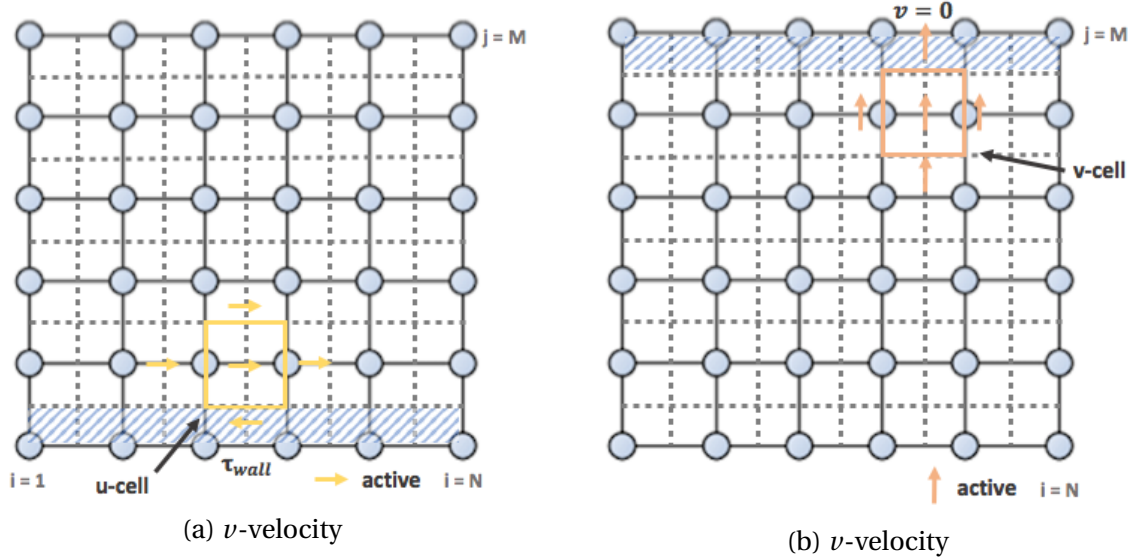 j = M
u-cell
τwall
i = 1
active
i = N
(a) ν-velocity
v = 0
j = M
v-cell
active
i = N
(b) ν-velocity